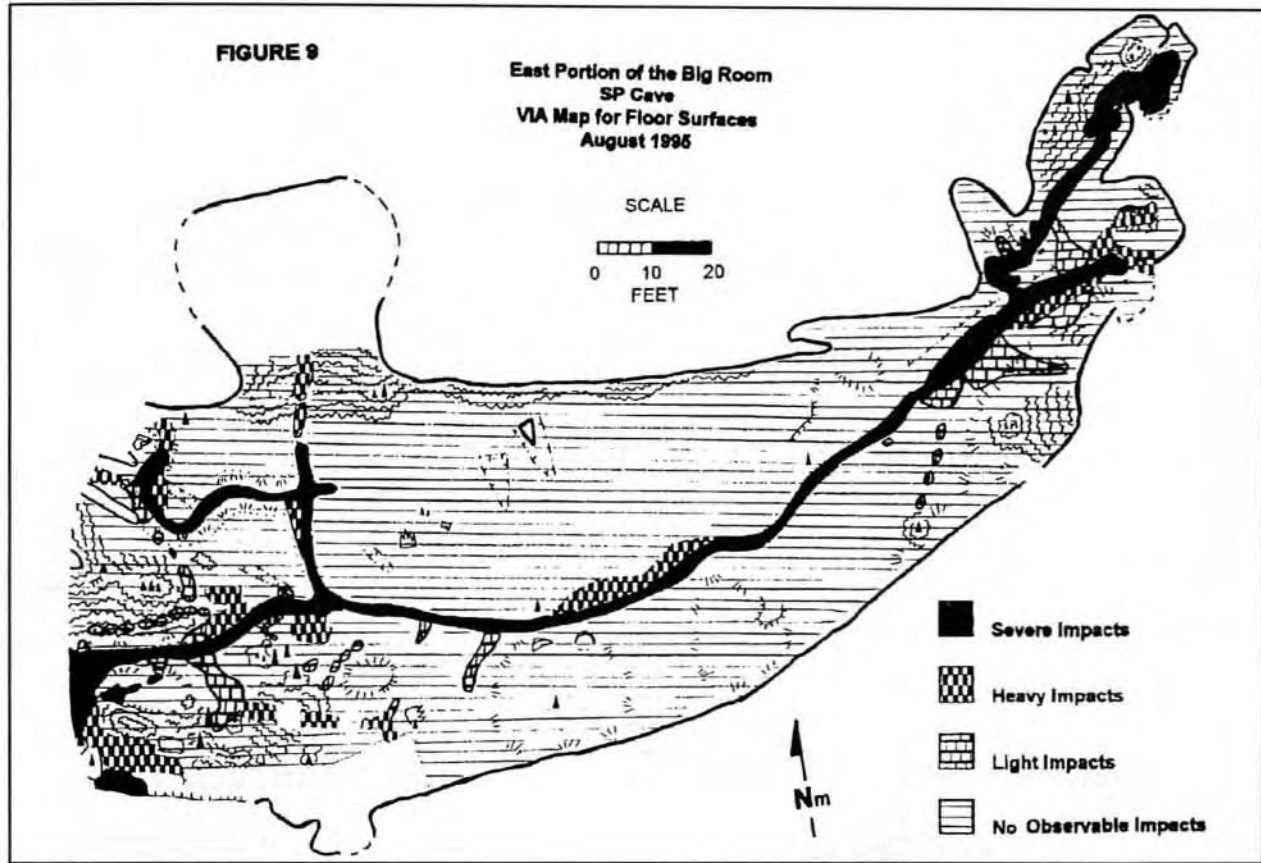 FIGURE 9
East Portion of the Big Room
SP Cave
VIA Map for Floor Surfaces
August 1995
SCALE
0 10 20
FEET
Severe Impacts
Heavy Impacts
Light Impacts
No Observable Impacts
Nm